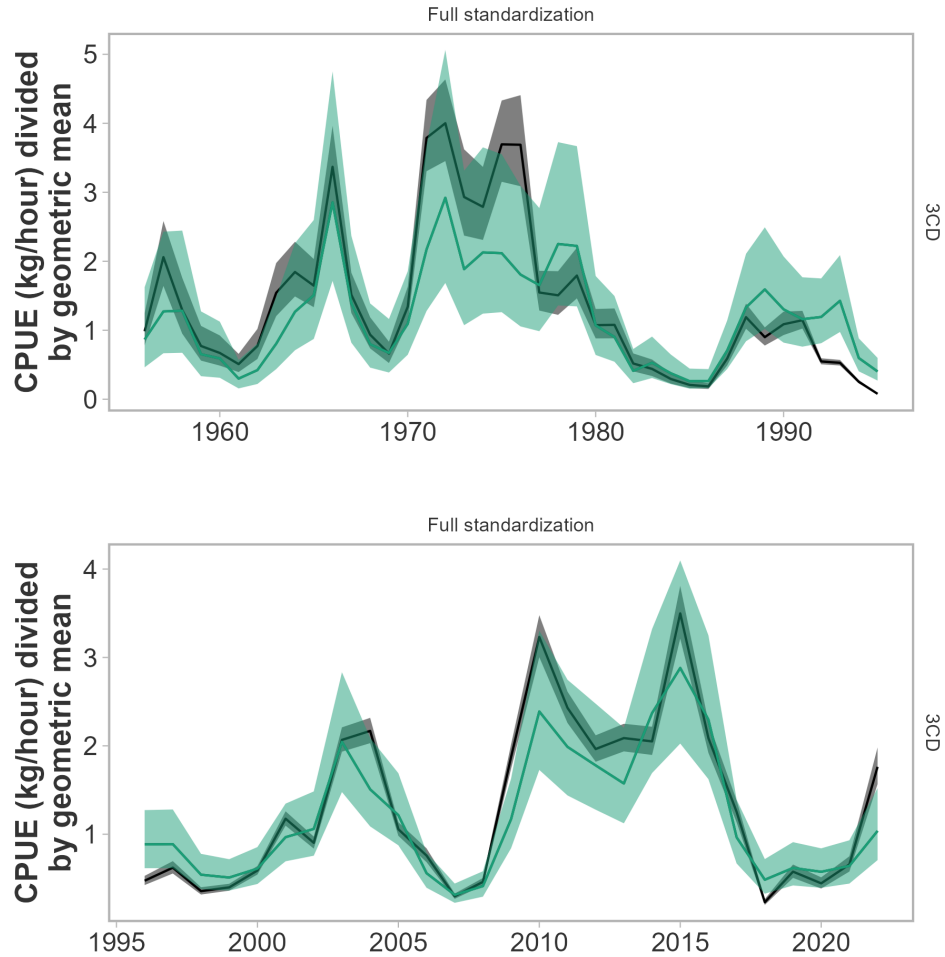 Full standardization
CPUE (kg/hour) divided
by geometric mean
5
4
3
2
1
0
3CD
1960
1970
1980
1990
Full standardization
CPUE (kg/hour) divided
by geometric mean
4
3
2
1
3CD
1995
2000
2005
2010
2015
2020